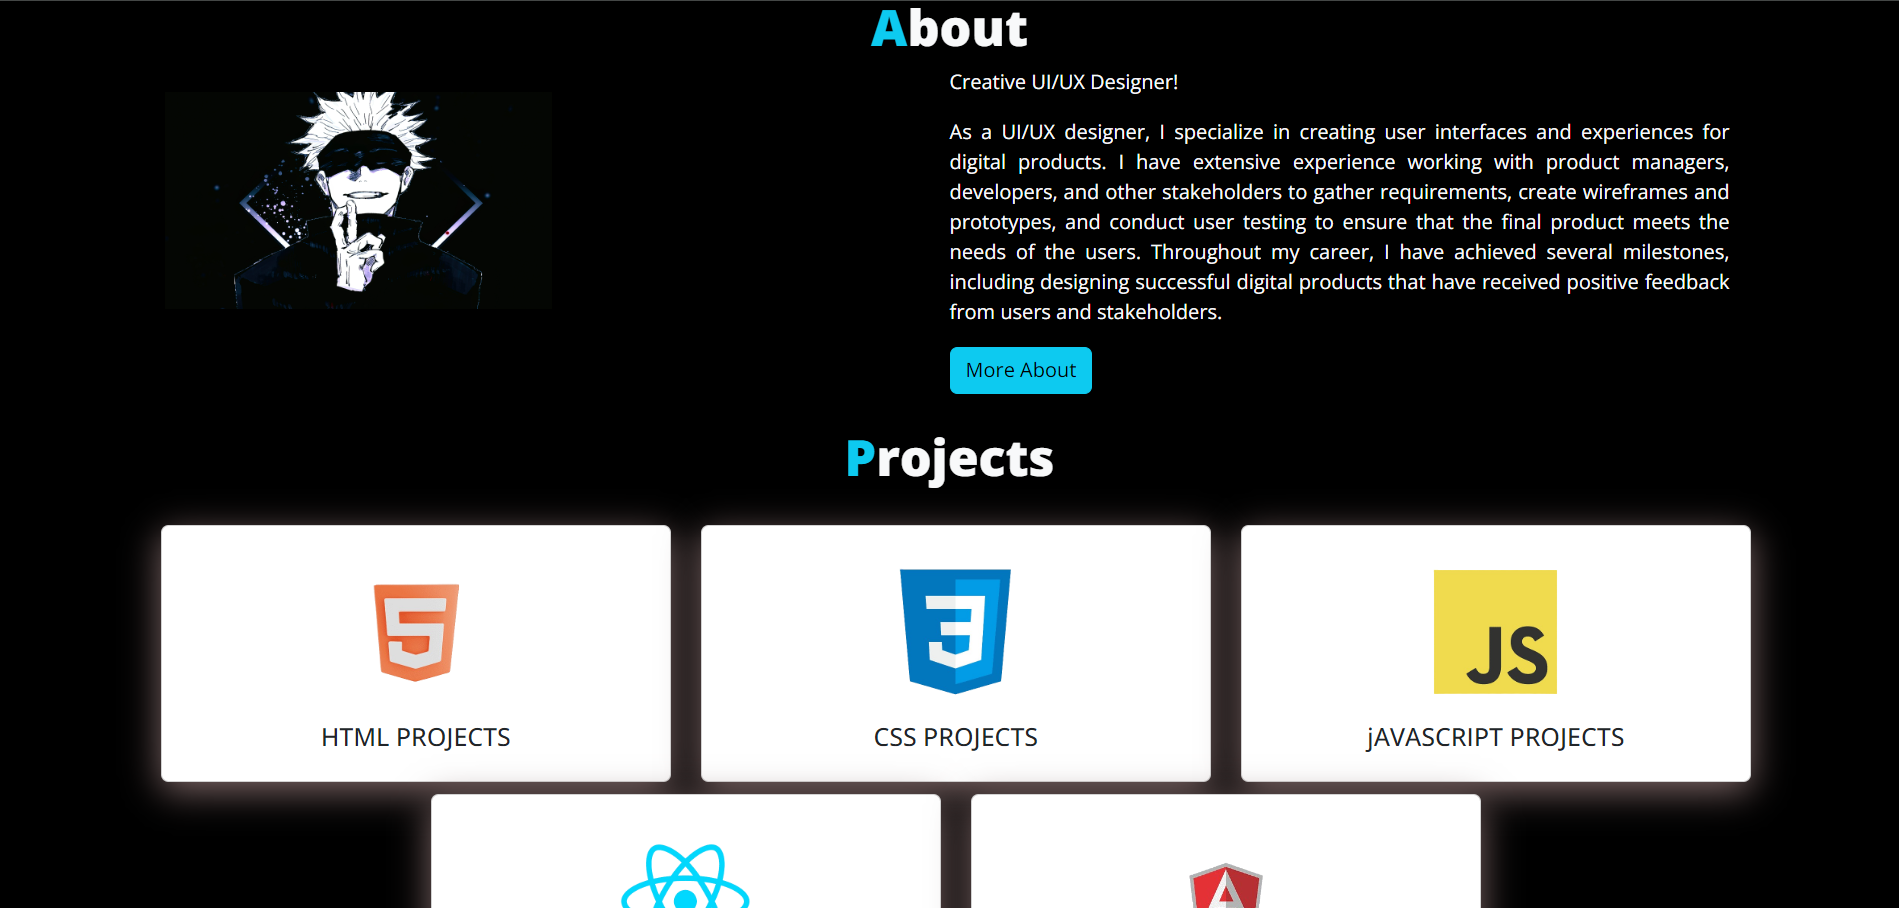 About
Creative UI/UX Designer!
As a UI/UX designer, I specialize in creating user interfaces and experiences for
digital products. I have extensive experience working with product managers,
developers, and other stakeholders to gather requirements, create wireframes and
prototypes, and conduct user testing to ensure that the final product meets the
needs of the users. Throughout my career, I have achieved several milestones,
including designing successful digital products that have received positive feedback
from users and stakeholders.
More About
Projects
5
3
JS
HTML PROJECTS
CSS PROJECTS
jAVASCRIPT PROJECTS
A